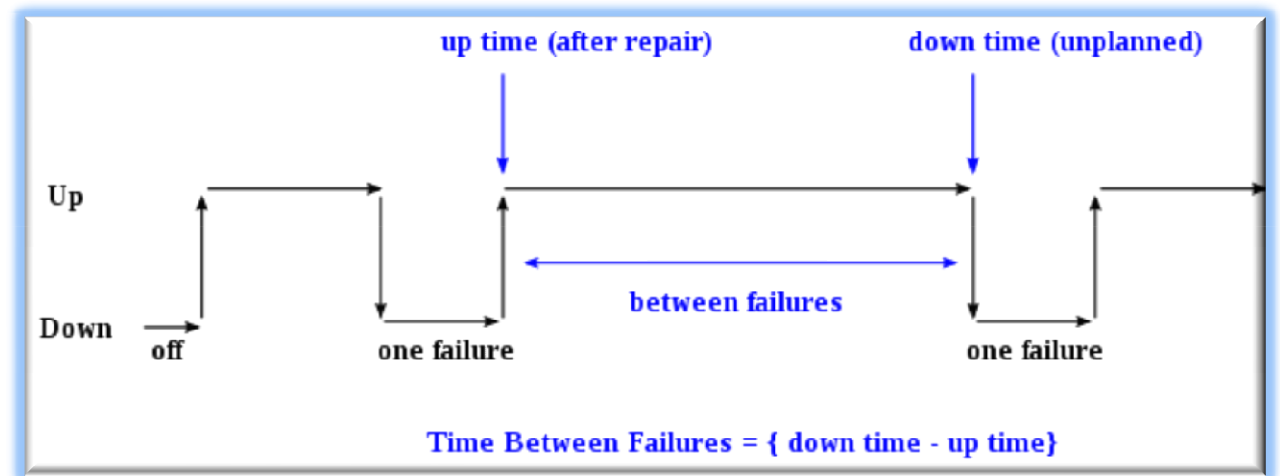 up time (after repair)
down time (unplanned)
Up
between failures
Down
off
one failure
one failure
Time Between Failures = { down time - up time}